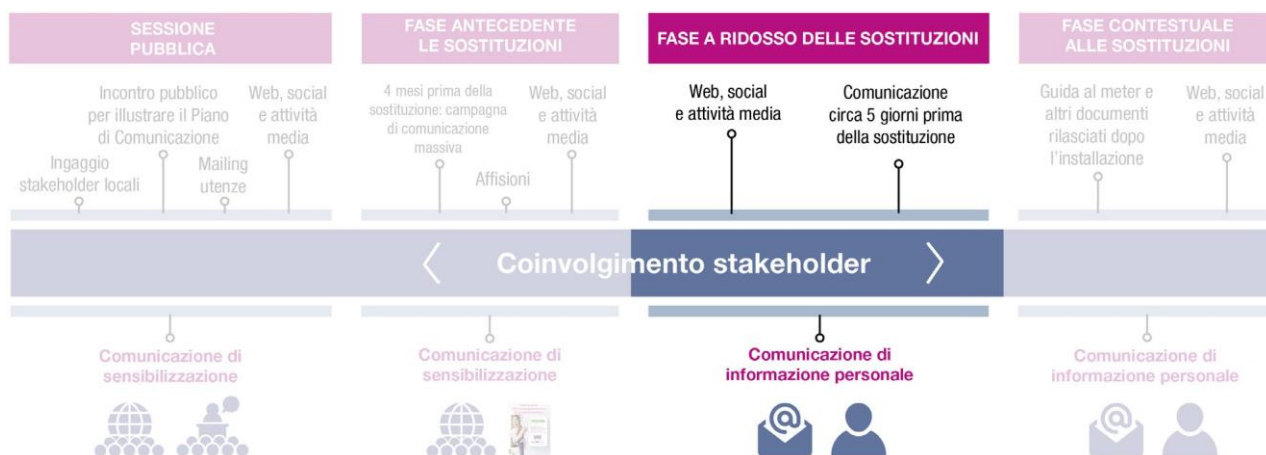 SESSIONE
PUBBLICA
Incontro pubblico
per illustrare il Piano
di Comunicazione
Web, social
e attività
media
Ingaggio
stakeholder locali
Mailing
utenze
FASE ANTECEDENTE
LE SOSTITUZIONI
4 mesi prima della
sostituzione: campagna
di comunicazione
massiva
Web, social
e attività
media
Affisioni
FASE A RIDOSSO DELLE SOSTITUZIONI
Web, social
e attività media
Comunicazione
circa 5 giorni prima
della sostituzione
FASE CONTESTUALE
ALLE SOSTITUZIONI
Guida al meter e
altri documenti
rilasciati dopo
l'installazione
Web, social
e attività
media
Coinvolgimento stakeholder
Comunicazione di
sensibilizzazione
Comunicazione di
sensibilizzazione
Comunicazione di
informazione personale
@
Comunicazione di
informazione personale
@